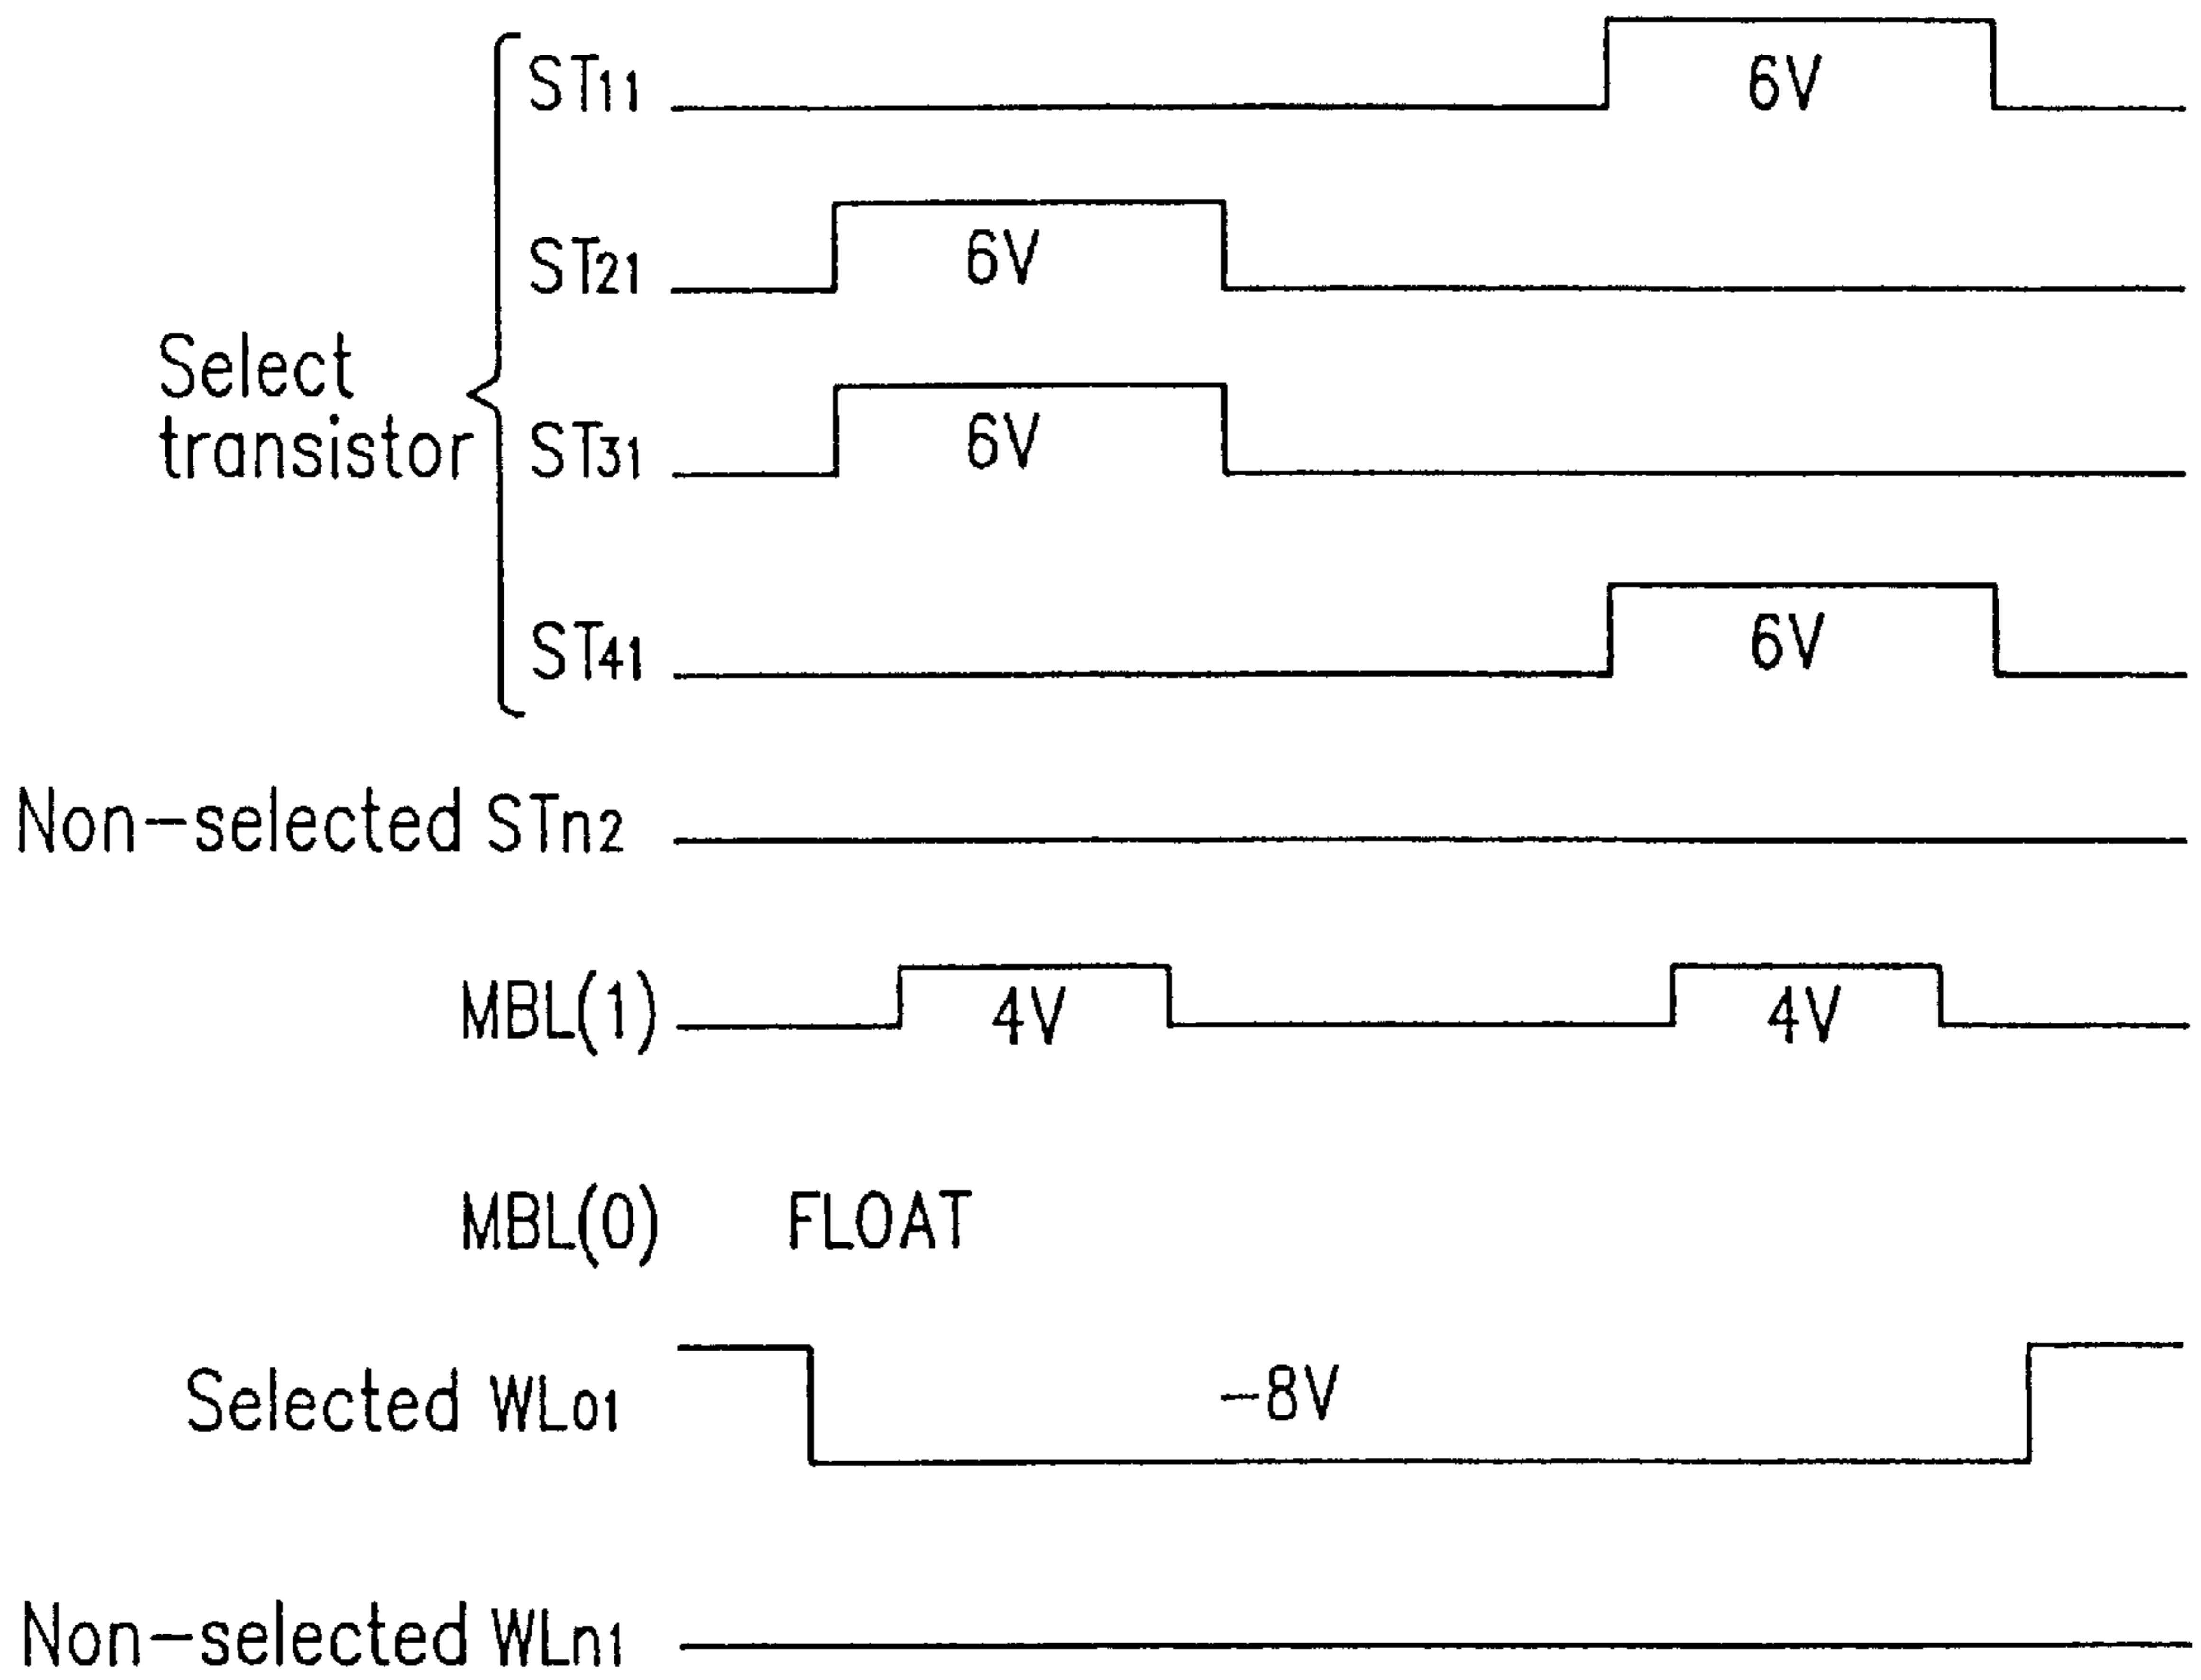 ST11
6V
ST21
6V
Select
transistor
ST31
6V
ST41
6V
Non-selected STn2
MBL(1)
4V
4V
MBL(0)
FLOAT
Selected WLo1
-8V
Non-selected WLn1